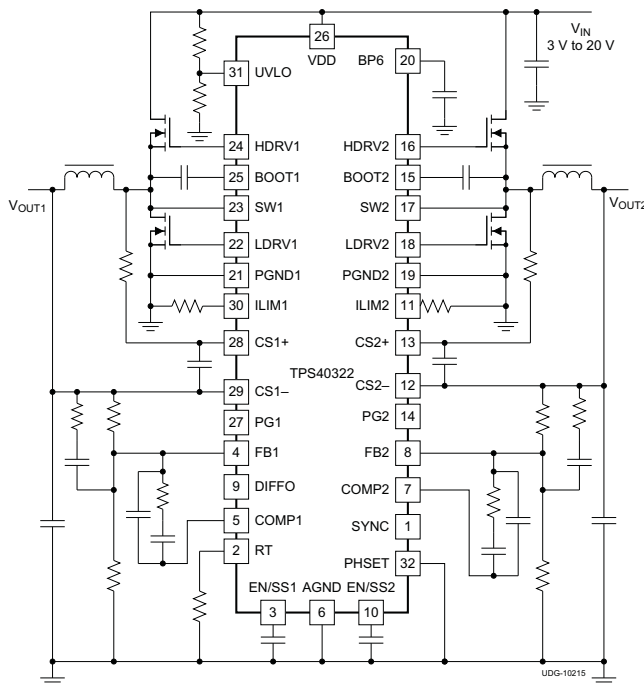 26
VDD
VIN
3 V to 20 V
31 UVLO
BP6 20
24 HDRV1
HDRV2 16
25 BOOT1
BOOT2 15
VOUT1
23 SW1
SW2 17
VOUT2
22 LDRV1
LDRV2 18
21 PGND1
PGND2 19
30 ILIM1
ILIM2 11
28 CS1+
CS2+ 13
TPS40322
29 CS1–
CS2– 12
27 PG1
PG2 14
4 FB1
FB2 8
9 DIFFO
COMP2 7
5 COMP1
SYNC 1
2 RT
PHSET 32
EN/SS1 AGND EN/SS2
3 6 10
UDG-10215